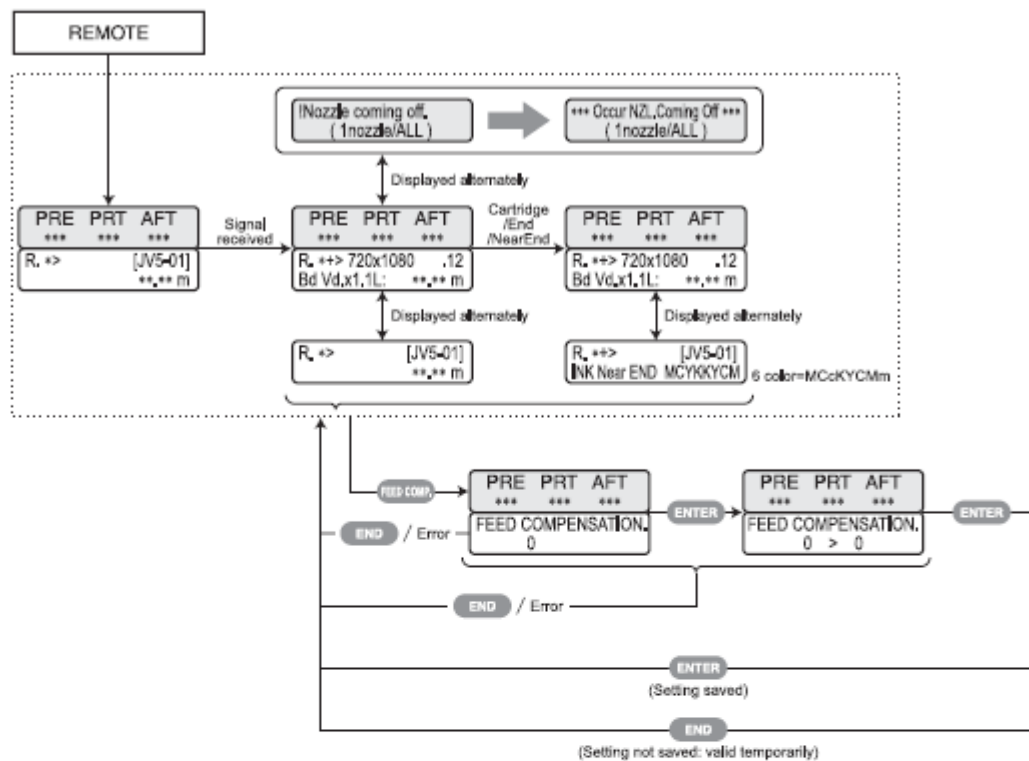 REMOTE
!Nozzle coming off.
( 1nozzle/ALL )
*** Occur NZL.Coming Off ***
( 1nozzle/ALL )
Displayed alternately
PRE PRT AFT
*** *** ***
R. *> [JV5-01]
**.** m
Signal
received
PRE PRT AFT
*** *** ***
R. *+> 720x1080 .12
Bd Vd.x1.1L: **.** m
Cartridge
/End
/NearEnd
PRE PRT AFT
*** *** ***
R. *+> 720x1080 .12
Bd Vd.x1.1L: **.** m
Displayed alternately
Displayed alternately
R. *> [JV5-01]
**.** m
R. *+> [JV5-01]
INK Near END MCYKKYCM
6 color=MCcKYCMm
FEED COMP.
PRE PRT AFT
*** *** ***
FEED COMPENSATION.
0
ENTER
PRE PRT AFT
*** *** ***
FEED COMPENSATION.
0 > 0
ENTER
END / Error
END / Error
ENTER
(Setting saved)
END
(Setting not saved: valid temporarily)